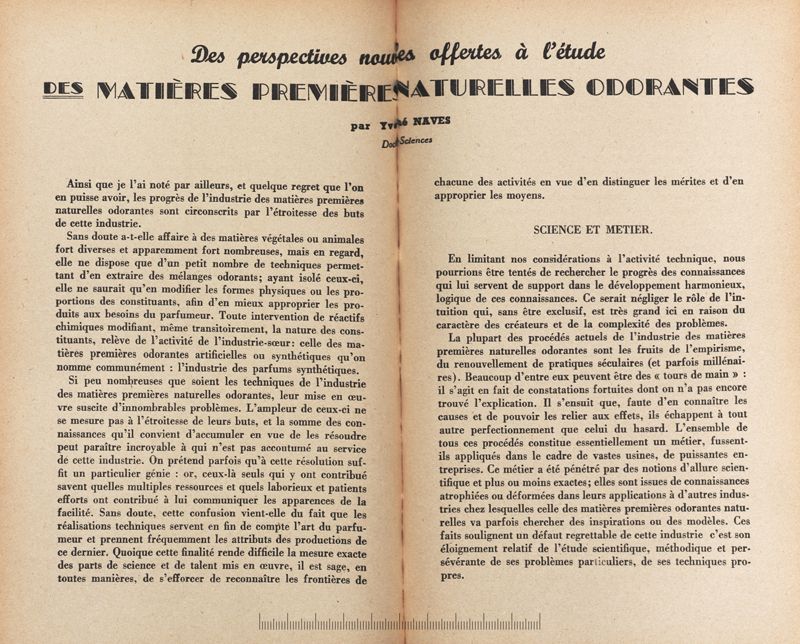 Des perspectives nouvelles offertes à l'étude
DES MATIÈRES PREMIÈRES NATURELLES ODORANTES
par NAVES
Sciences
Ainsi que je l'ai noté par ailleurs, et quelque regret que l'on
en puisse avoir, les progrès de l'industrie des matières premières
naturelles odorantes sont circonscrits par l'étroitesse des buts
de cette industrie.
Sans doute a-t-elle affaire à des matières végétales ou animales
fort diverses et apparemment fort nombreuses, mais en regard,
elle ne dispose que d'un petit nombre de techniques permet-
tant d'en extraire des mélanges odorants; ayant isolé ceux-ci,
elle ne saurait qu'en modifier les formes physiques ou les pro-
portions des constituants, afin d'en mieux approprier les pro-
duits aux besoins du parfumeur. Toute intervention de réactifs
chimiques modifiant, même transitoirement, la nature des cons-
tituants, relève de l'activité de l'industrie-sœur: celle des ma-
tières premières odorantes artificielles ou synthétiques qu'on
nomme communément : l'industrie des parfums synthétiques.
Si peu nombreuses que soient les techniques de l'industrie
des matières premières naturelles odorantes, leur mise en œu-
vre suscite d'innombrables problèmes. L'ampleur de ceux-ci ne
se mesure pas à l'étroitesse de leurs buts, et la somme des con-
naissances qu'il convient d'accumuler en vue de les résoudre
peut paraître incroyable à qui n'est pas accoutumé au service
de cette industrie. On prétend parfois qu'à cette résolution suf-
fit un particulier génie : or, ceux-là seuls qui y ont contribué
savent quelles multiples ressources et quels laborieux et patients
efforts ont contribué à lui communiquer les apparences de la
facilité. Sans doute, cette confusion vient-elle du fait que les
réalisations techniques servent en fin de compte l'art du parfu-
meur et prennent fréquemment les attributs des productions de
ce dernier. Quoique cette finalité rende difficile la mesure exacte
des parts de science et de talent mis en œuvre, il est sage, en
toutes manières, de s'efforcer de reconnaître les frontières de
chacune des activités en vue d'en distinguer les mérites et d'en
approprier les moyens.
SCIENCE ET METIER.
En limitant nos considérations à l'activité technique, nous
pourrions être tentés de rechercher le progrès des connaissances
qui lui servent de support dans le développement harmonieux,
logique de ces connaissances. Ce serait négliger le rôle de l'in-
tuition qui, sans être exclusif, est très grand ici en raison du
caractère des créateurs et de la complexité des problèmes.
La plupart des procédés actuels de l'industrie des matières
premières naturelles odorantes sont les fruits de l'empirisme,
du renouvellement de pratiques séculaires (et parfois millénai-
res). Beaucoup d'entre eux peuvent être des « tours de main » :
il s'agit en fait de constatations fortuites dont on n'a pas encore
trouvé l'explication. Il s'ensuit que, faute d'en connaître les
causes et de pouvoir les relier aux effets, ils échappent à tout
autre perfectionnement que celui du hasard. L'ensemble de
tous ces procédés constitue essentiellement un métier, fussent-
ils appliqués dans le cadre de vastes usines, de puissantes en-
treprises. Ce métier a été pénétré par des notions d'allure scien-
tifique et plus ou moins exactes; elles sont issues de connaissances
atrophiées ou déformées dans leurs applications à d'autres indus-
tries chez lesquelles celle des matières premières odorantes natu-
relles va parfois chercher des inspirations ou des modèles. Ces
faits soulignent un défaut regrettable de cette industrie c'est son
éloignement relatif de l'étude scientifique, méthodique et per-
sévérante de ses problèmes particuliers, de ses techniques pro-
pres.